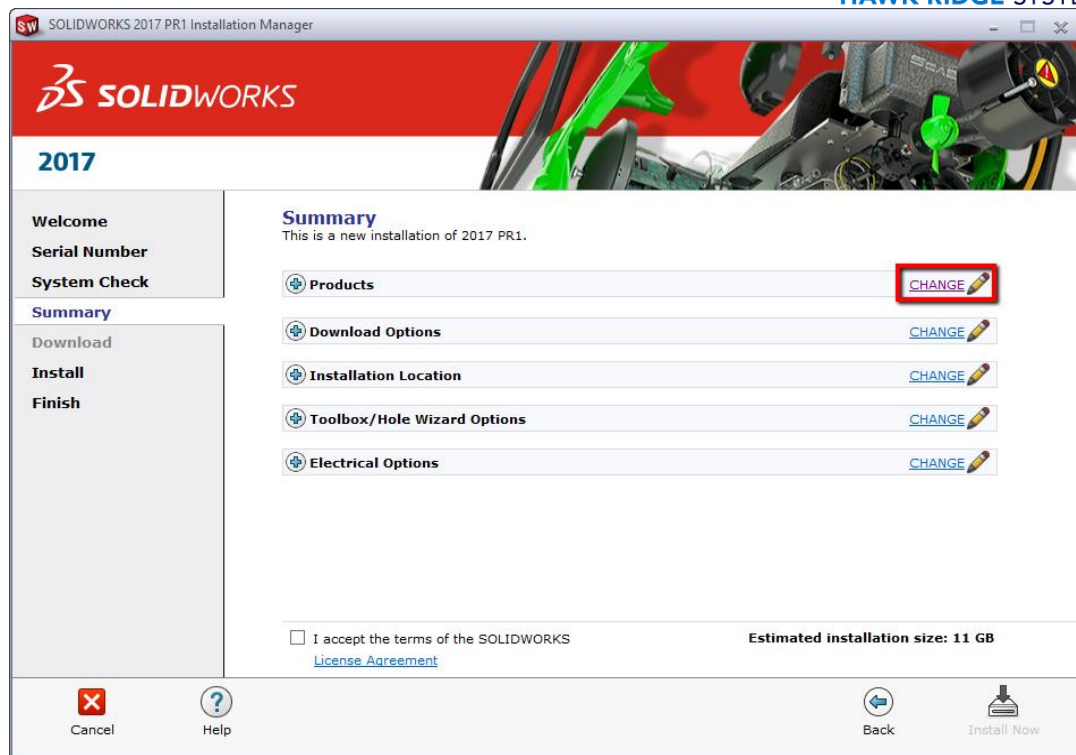 HAWK RIDGE
SOLIDWORKS 2017 PR1 Installation Manager
SOLIDWORKS
2017
Welcome
Serial Number
System Check
Summary
Download
Install
Finish
Summary
This is a new installation of 2017 PR1.
Products CHANGE
Download Options CHANGE
Installation Location CHANGE
Toolbox/Hole Wizard Options CHANGE
Electrical Options CHANGE
I accept the terms of the SOLIDWORKS
License Agreement
Estimated installation size: 11 GB
Cancel
Help
Back
Install Now